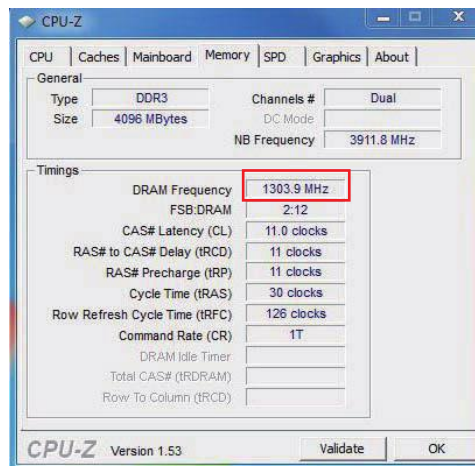 CPU-Z
CPU Caches Mainboard Memory SPD Graphics About
General
Type DDR3 Channels # Dual
Size 4096 MBytes DC Mode
NB Frequency 3911.8 MHz
Timings
DRAM Frequency 1303.9 MHz
FSB:DRAM 2:12
CAS# Latency (CL) 11.0 clocks
RAS# to CAS# Delay (tRCD) 11 clocks
RAS# Precharge (tRP) 11 clocks
Cycle Time (tRAS) 30 clocks
Row Refresh Cycle Time (tRFC) 126 clocks
Command Rate (CR) 1T
DRAM Idle Timer
Total CAS# (tRDRAM)
Row To Column (tRCD)
CPU-Z Version 1.53 Validate OK